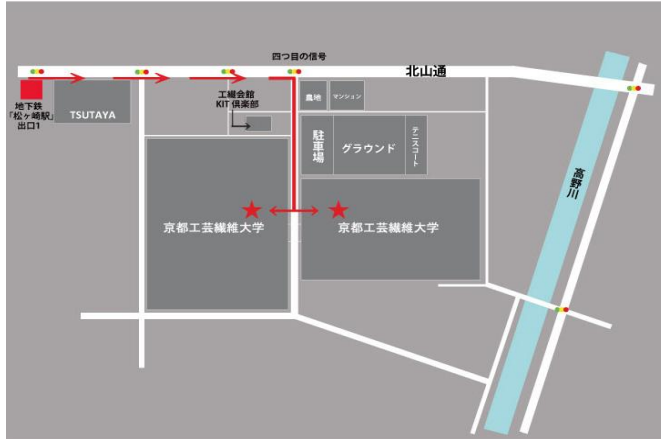 四つ目の信号
北山通
地下鉄
「松ヶ崎駅」
出口1
TSUTAYA
工繊会館
KIT 倶楽部
農地
マンション
駐車場
グラウンド
テニスコート
高野川
京都工芸繊維大学
京都工芸繊維大学